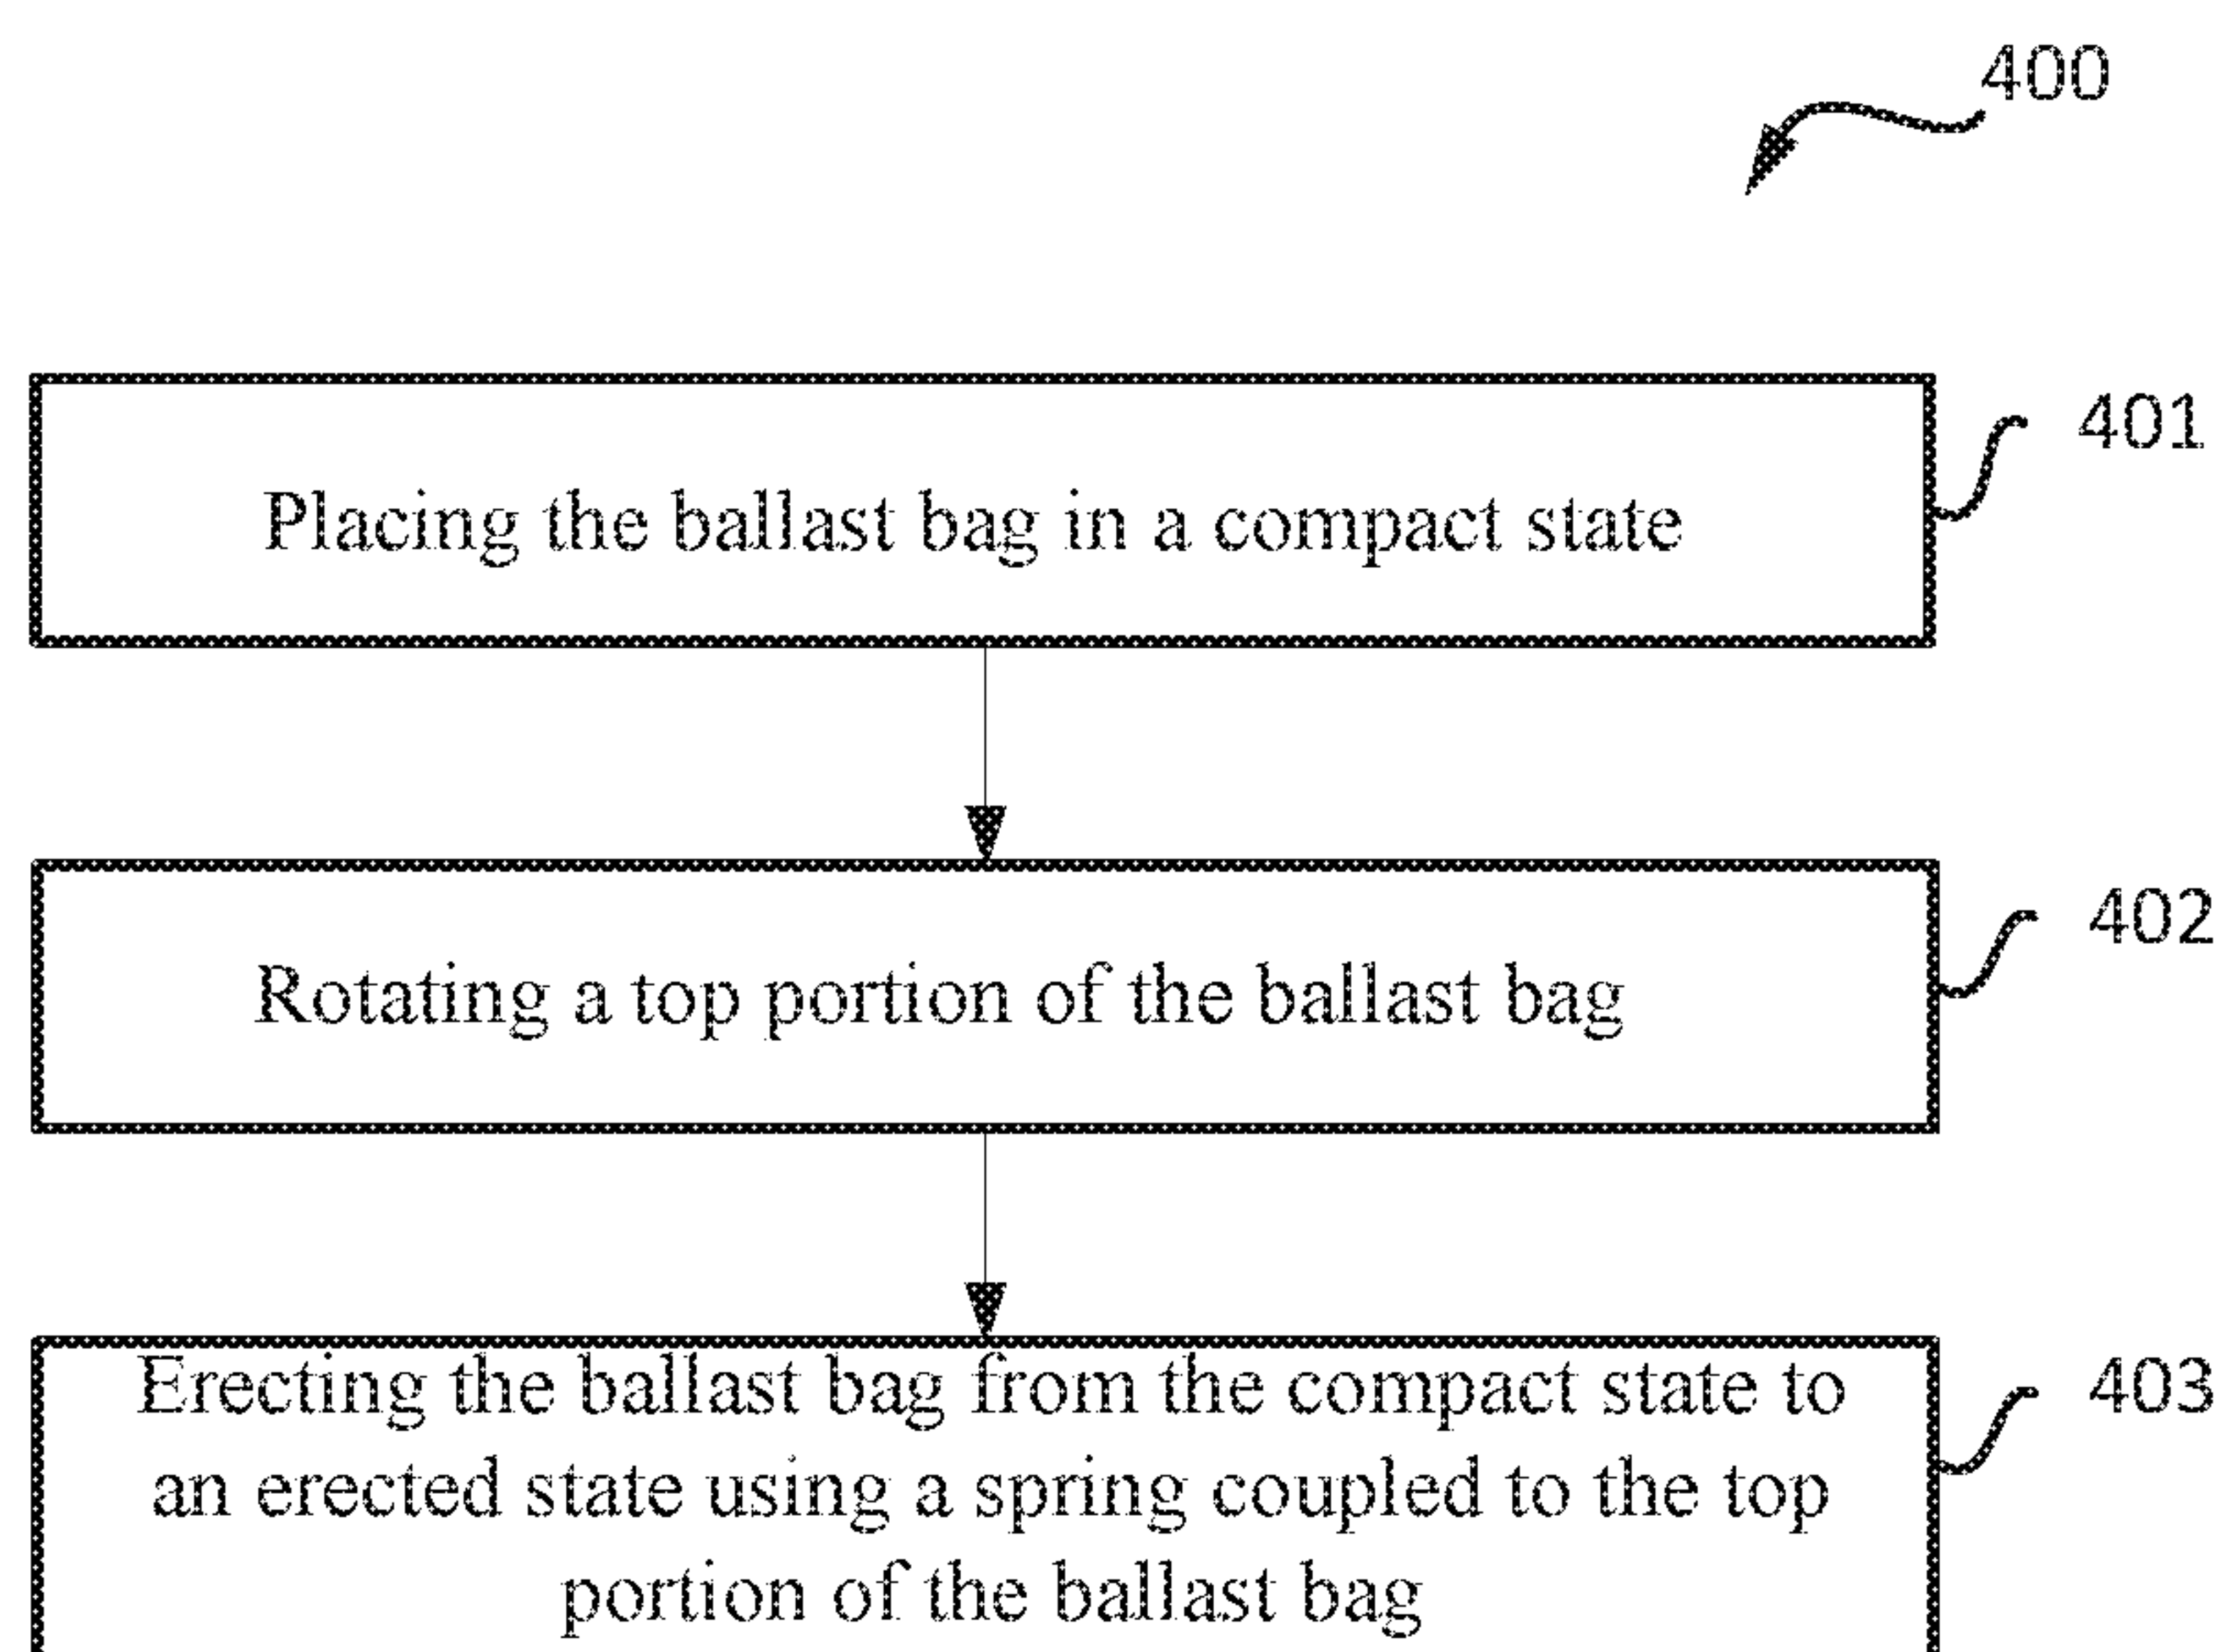 400
401
Placing the ballast bag in a compact state
402
Rotating a top portion of the ballast bag
403
Erecting the ballast bag from the compact state to
an erected state using a spring coupled to the top
portion of the ballast bag